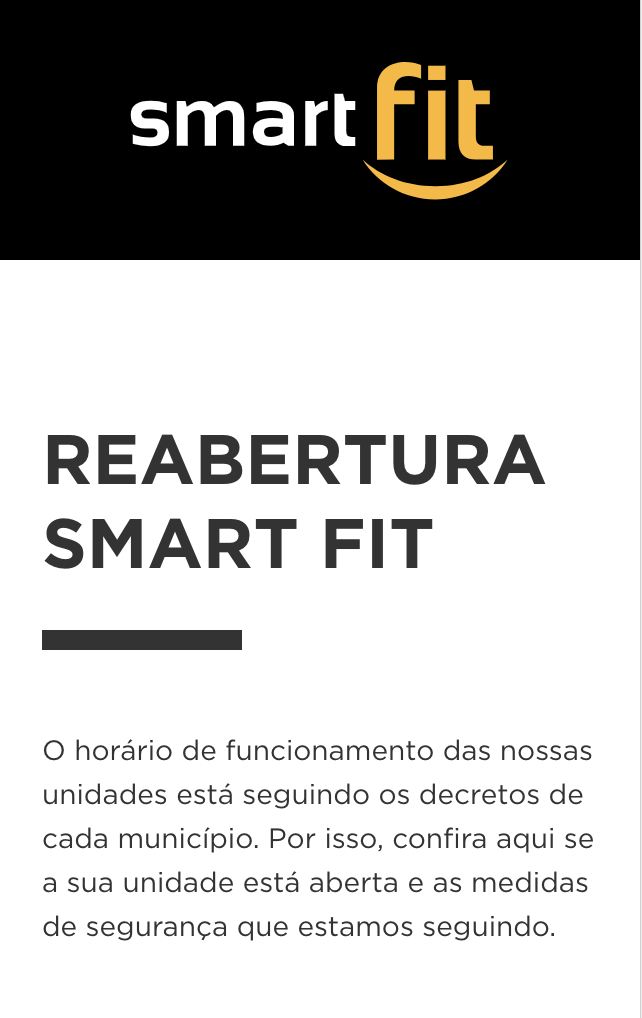 smart fit
REABERTURA
SMART FIT
O horário de funcionamento das nossas
unidades está seguindo os decretos de
cada município. Por isso, confira aqui se
a sua unidade está aberta e as medidas
de segurança que estamos seguindo.